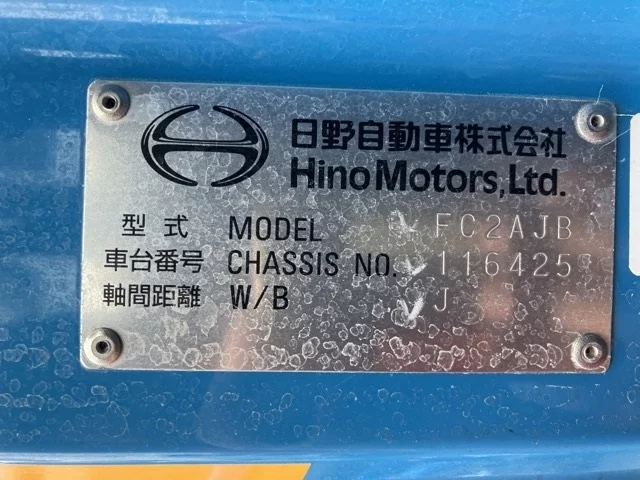 日野自動車株式会社
Hino Motors, Ltd.
型式 MODEL FC2AJB
車台番号 CHASSIS NO. 116425
軸間距離 W/B J